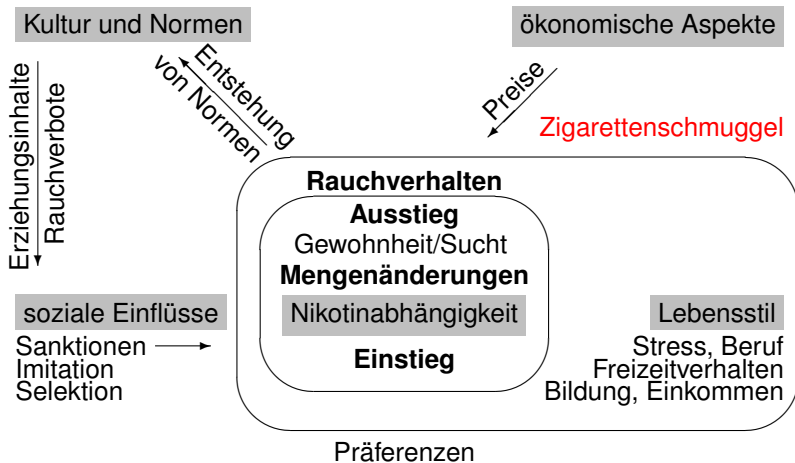 Kultur und Normen
ökonomische Aspekte
Erziehungsinhalte
Rauchverbote
Entstehung
von Normen
Preise
Zigarettenschmuggel
Rauchverhalten
Ausstieg
Gewohnheit/Sucht
Mengenänderungen
Nikotinabhängigkeit
Einstieg
soziale Einflüsse
Sanktionen
Imitation
Selektion
Lebensstil
Stress, Beruf
Freizeitverhalten
Bildung, Einkommen
Präferenzen